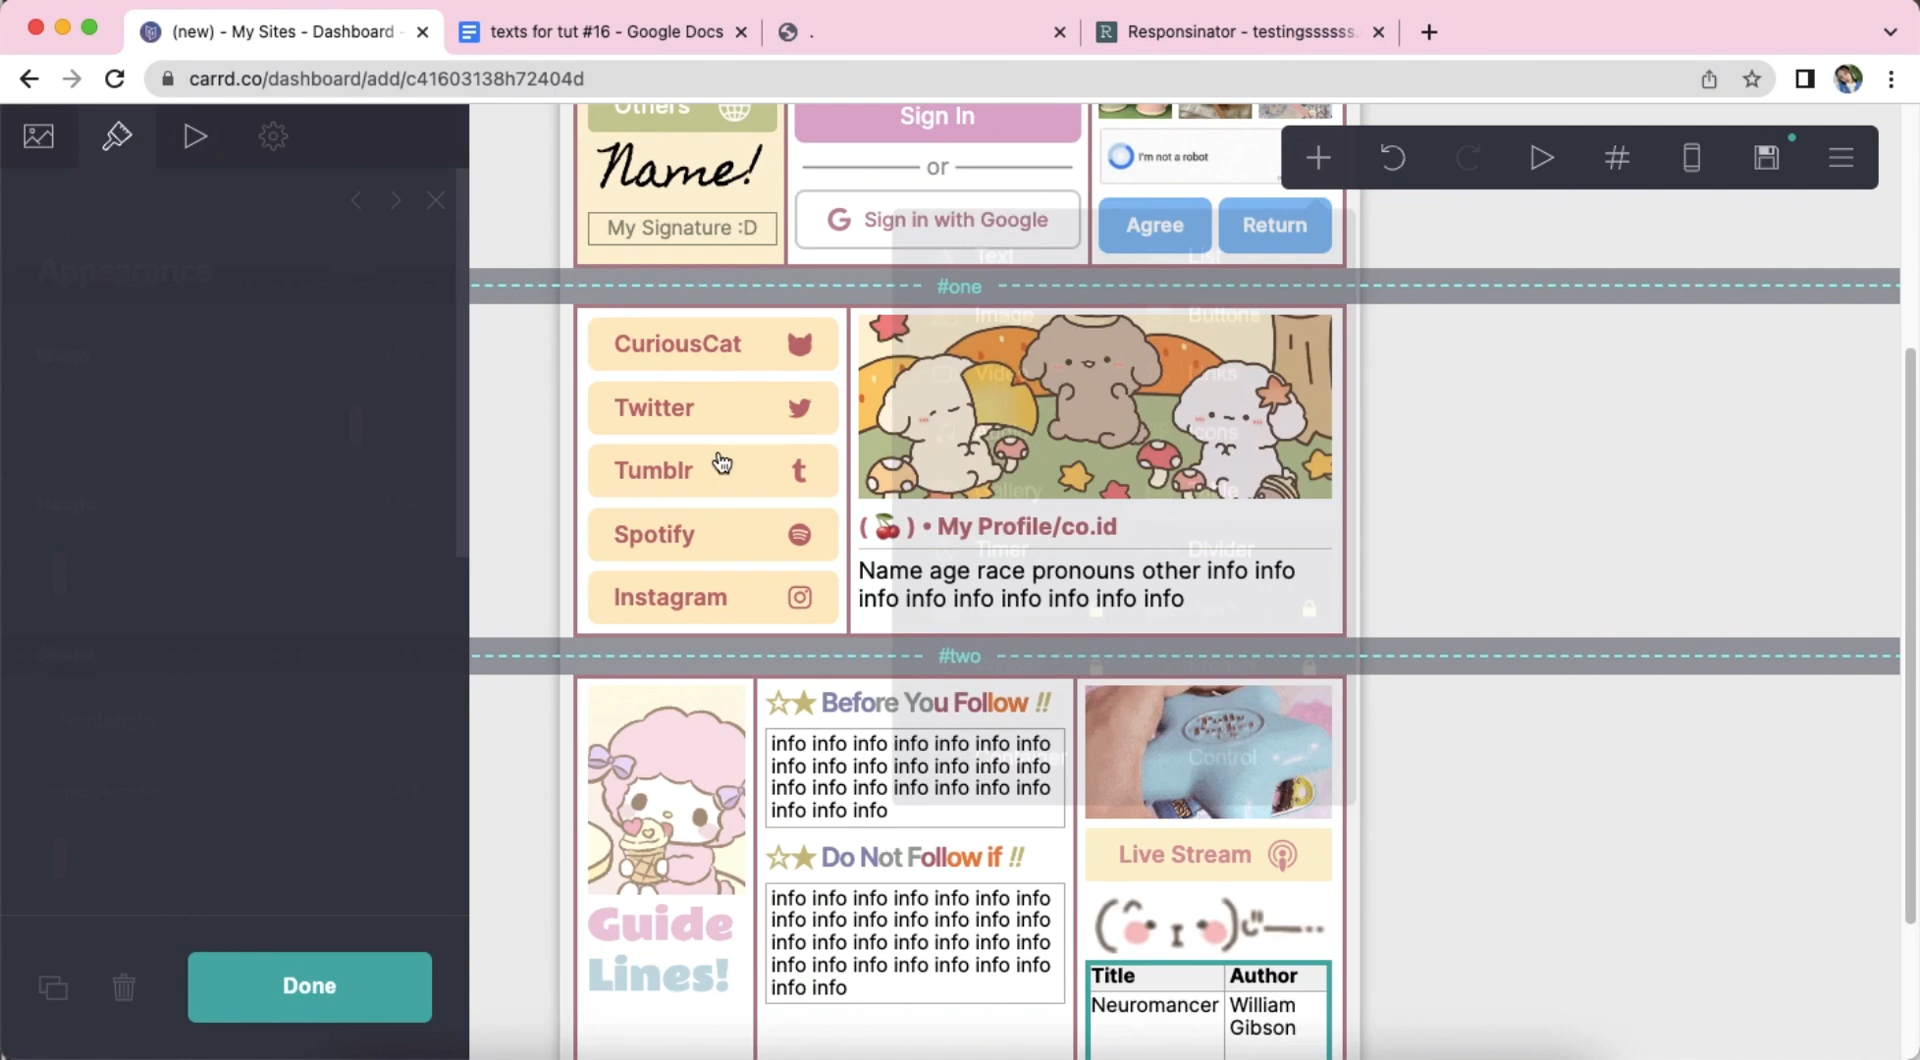 (new) - My Sites - Dashboard -
texts for tut #16 - Google Docs
.
Responsinator - testingssssss.
carrd.co/dashboard/add/c41603138h72404d
Others
Sign In
or
I'm not a robot
Name!
My Signature :D
Sign in with Google
Agree
Return
Text
List
Appearance
#one
Image
Buttons
CuriousCat
Video
Links
Twitter
Icons
Tumblr
Gallery
Spotify
( 🍒 ) • My Profile/co.id
Timer
Divider
Name age race pronouns other info info
info info info info info info info
Instagram
#two
☆★ Before You Follow !!
info info info info info info info
info info info info info info info
info info info info info info info
info info info
Control
☆★ Do Not Follow if !!
info info info info info info info
info info info info info info info
info info info info info info info
info info info info info info info
info info
Guide
Lines!
Live Stream
Title
Author
Neuromancer
William
Gibson
Done